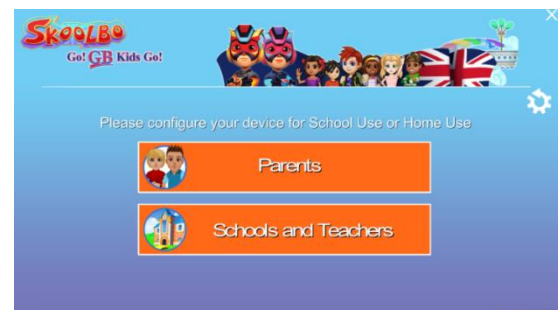 SKOOLBO
Go! GB Kids Go!
Please configure your device for School Use or Home Use
Parents
Schools and Teachers